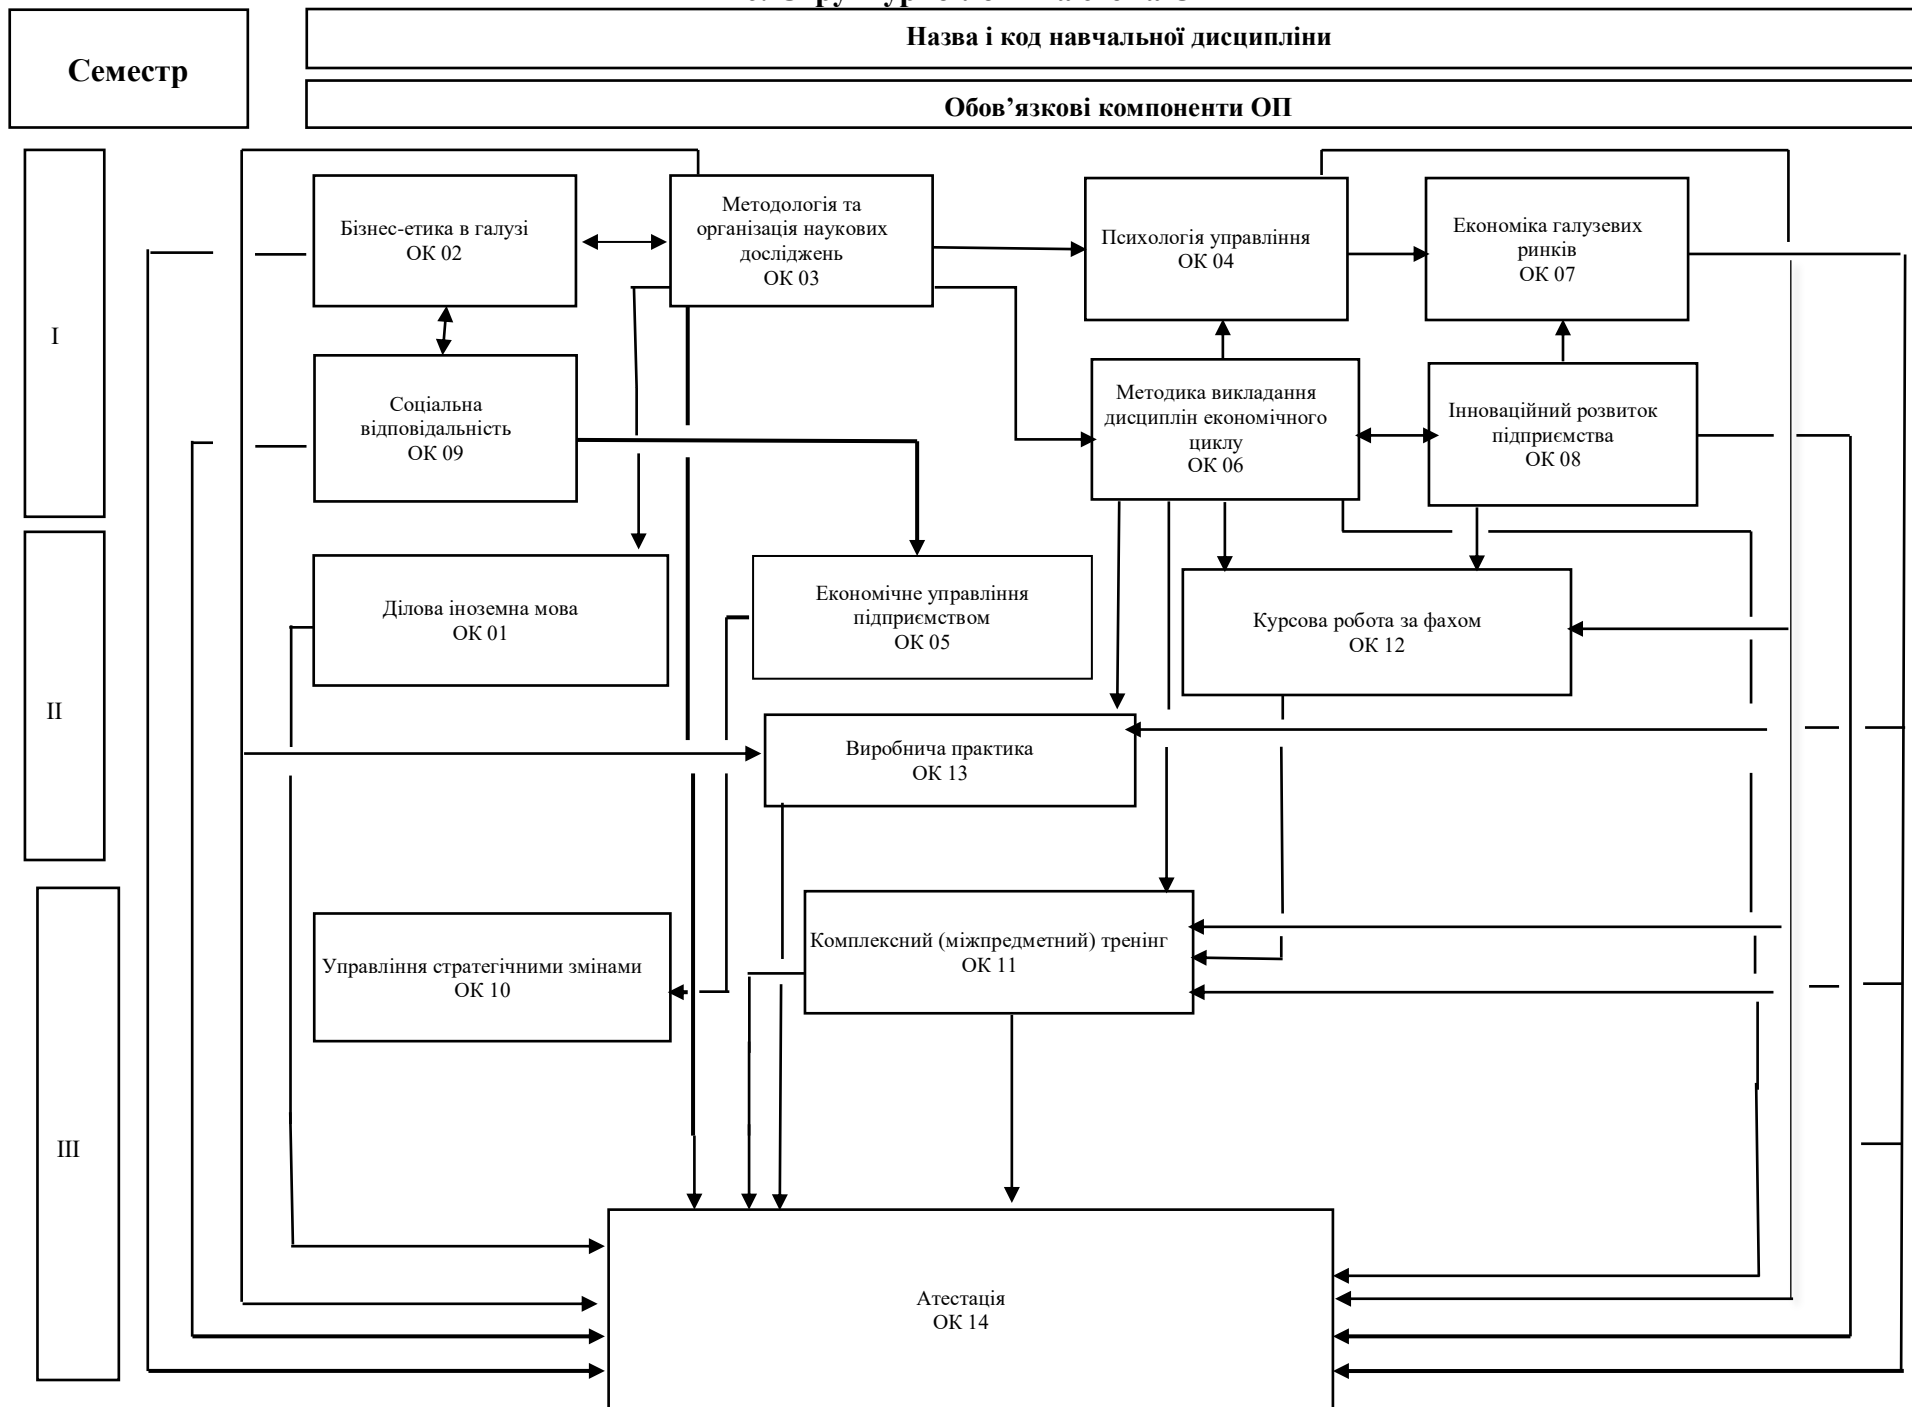 Семестр
Назва і код навчальної дисципліни
Обов’язкові компоненти ОП
I
Бізнес-етика в галузі
ОК 02
Методологія та
організація наукових
досліджень
ОК 03
Психологія управління
ОК 04
Економіка галузевих
ринків
ОК 07
Соціальна
відповідальність
ОК 09
Методика викладання
дисциплін економічного
циклу
ОК 06
Інноваційний розвиток
підприємства
ОК 08
II
Ділова іноземна мова
ОК 01
Економічне управління
підприємством
ОК 05
Курсова робота за фахом
ОК 12
Виробнича практика
ОК 13
III
Управління стратегічними змінами
ОК 10
Комплексний (міжпредметний) тренінг
ОК 11
Атестація
ОК 14